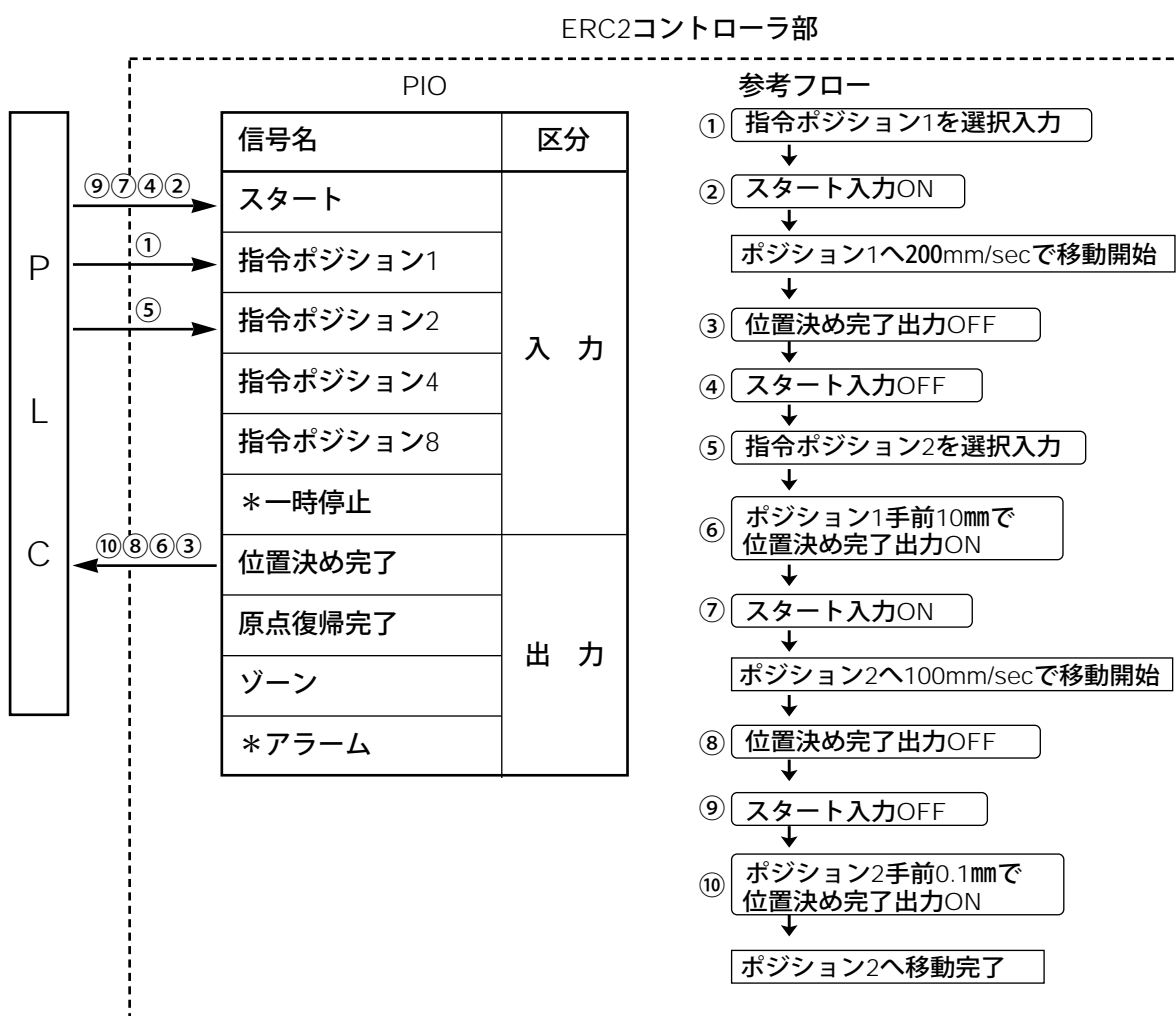 ERC2コントローラ部
PIO
参考フロー
P
L
C
信号名 区分
⑨⑦④② スタート
① 指令ポジション1
⑤ 指令ポジション2
指令ポジション4
指令ポジション8
＊一時停止
入 力
⑩⑧⑥③ 位置決め完了
原点復帰完了
ゾーン
＊アラーム
出 力
① 指令ポジション1を選択入力
② スタート入力ON
ポジション1へ200mm/secで移動開始
③ 位置決め完了出力OFF
④ スタート入力OFF
⑤ 指令ポジション2を選択入力
⑥ ポジション1手前10㎜で
位置決め完了出力ON
⑦ スタート入力ON
ポジション2へ100mm/secで移動開始
⑧ 位置決め完了出力OFF
⑨ スタート入力OFF
⑩ ポジション2手前0.1㎜で
位置決め完了出力ON
ポジション2へ移動完了